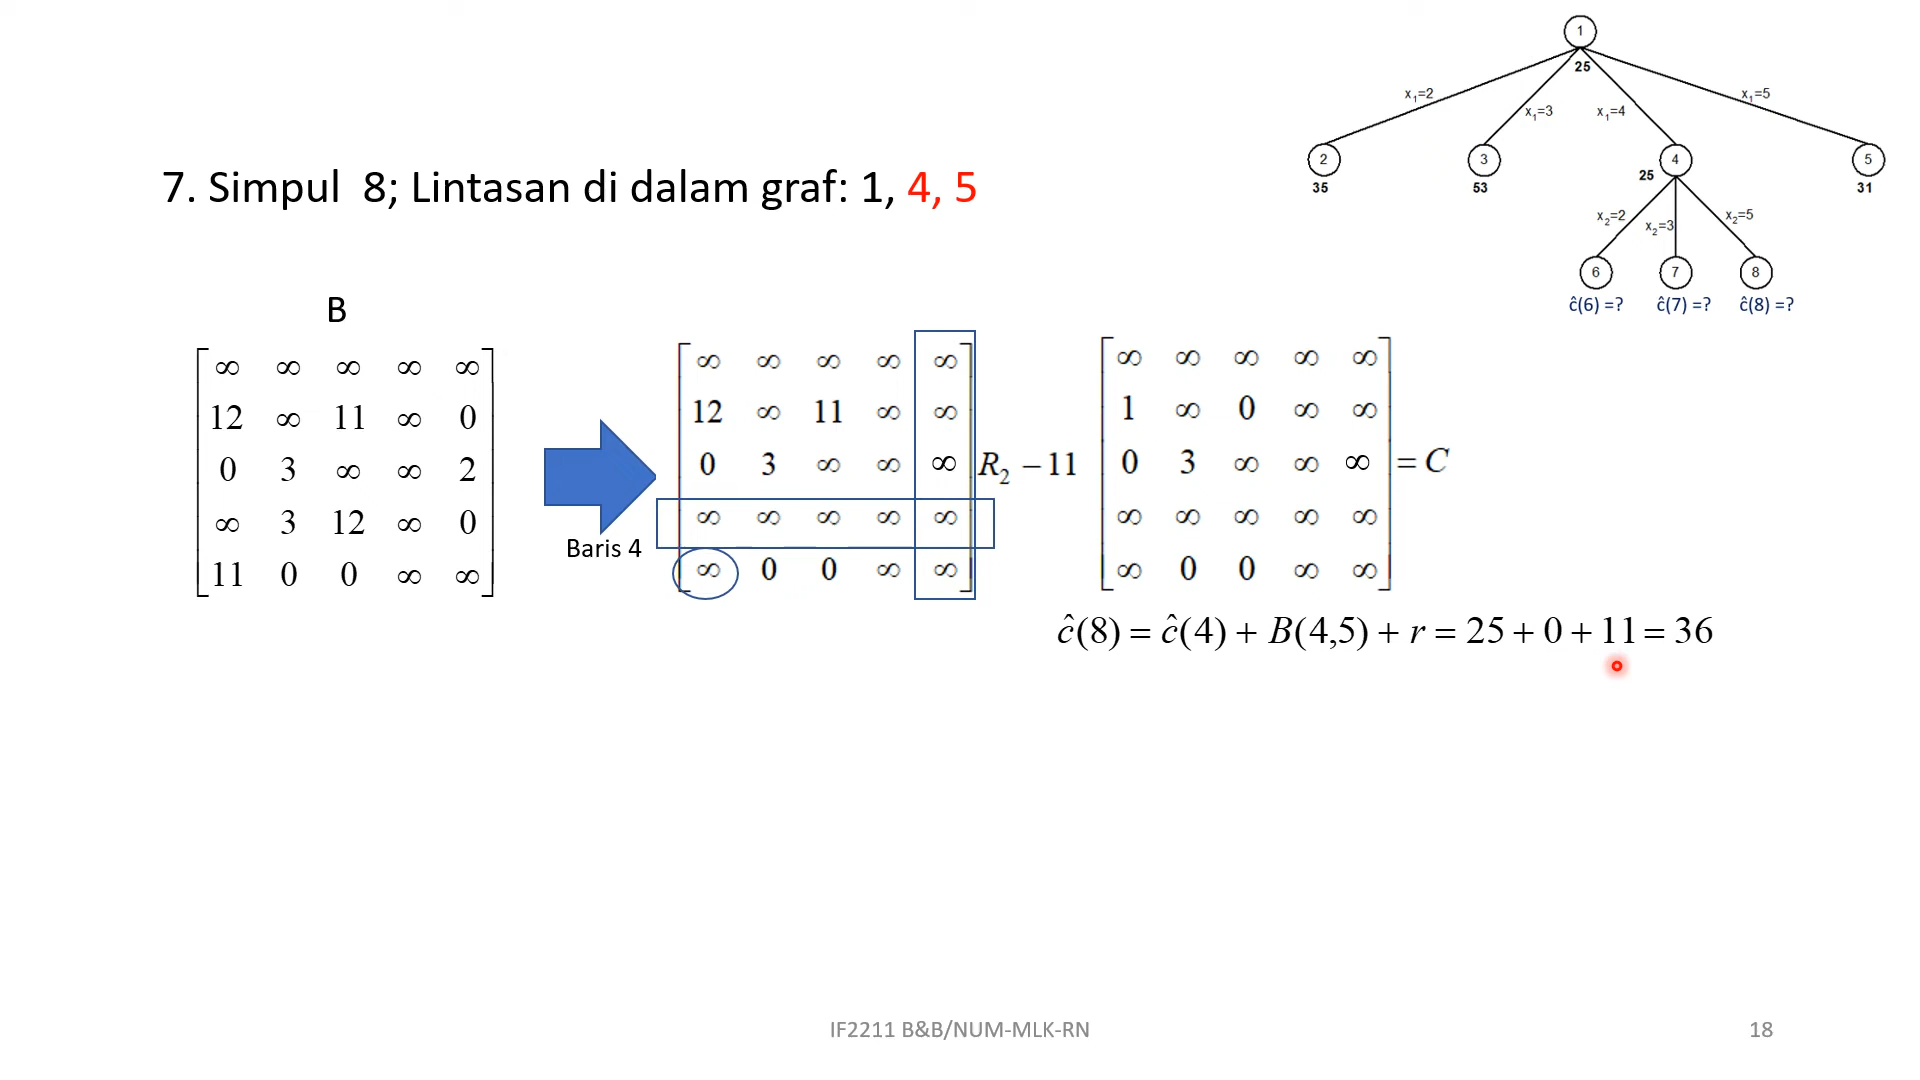 1
25
x₁=2
x₁=3
x₁=4
x₁=5
2
3
4
5
35
53
25
31
x₂=2
x₂=3
x₂=5
6
7
8
ĉ(6) =?
ĉ(7) =?
ĉ(8) =?
7. Simpul 8; Lintasan di dalam graf: 1, 4, 5
B
∞ ∞ ∞ ∞ ∞
12 ∞ 11 ∞ 0
0 3 ∞ ∞ 2
∞ 3 12 ∞ 0
11 0 0 ∞ ∞
Baris 4
∞ ∞ ∞ ∞ ∞
12 ∞ 11 ∞ ∞
0 3 ∞ ∞ ∞
∞ ∞ ∞ ∞ ∞
∞ 0 0 ∞ ∞
R₂ − 11
∞ ∞ ∞ ∞ ∞
1 ∞ 0 ∞ ∞
0 3 ∞ ∞ ∞
∞ ∞ ∞ ∞ ∞
∞ 0 0 ∞ ∞
= C
ĉ(8) = ĉ(4) + B(4,5) + r = 25 + 0 + 11 = 36
IF2211 B&B/NUM-MLK-RN
18